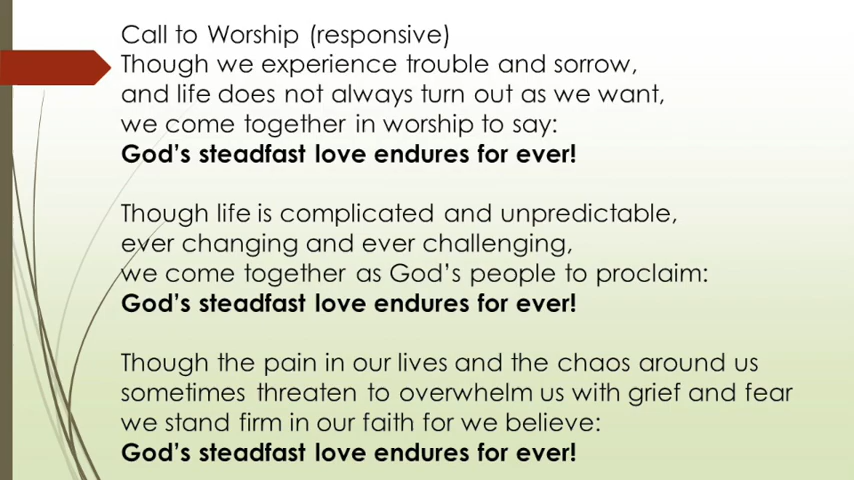 Call to Worship (responsive)
Though we experience trouble and sorrow,
and life does not always turn out as we want,
we come together in worship to say:
God’s steadfast love endures for ever!
Though life is complicated and unpredictable,
ever changing and ever challenging,
we come together as God’s people to proclaim:
God’s steadfast love endures for ever!
Though the pain in our lives and the chaos around us
sometimes threaten to overwhelm us with grief and fear
we stand firm in our faith for we believe:
God’s steadfast love endures for ever!